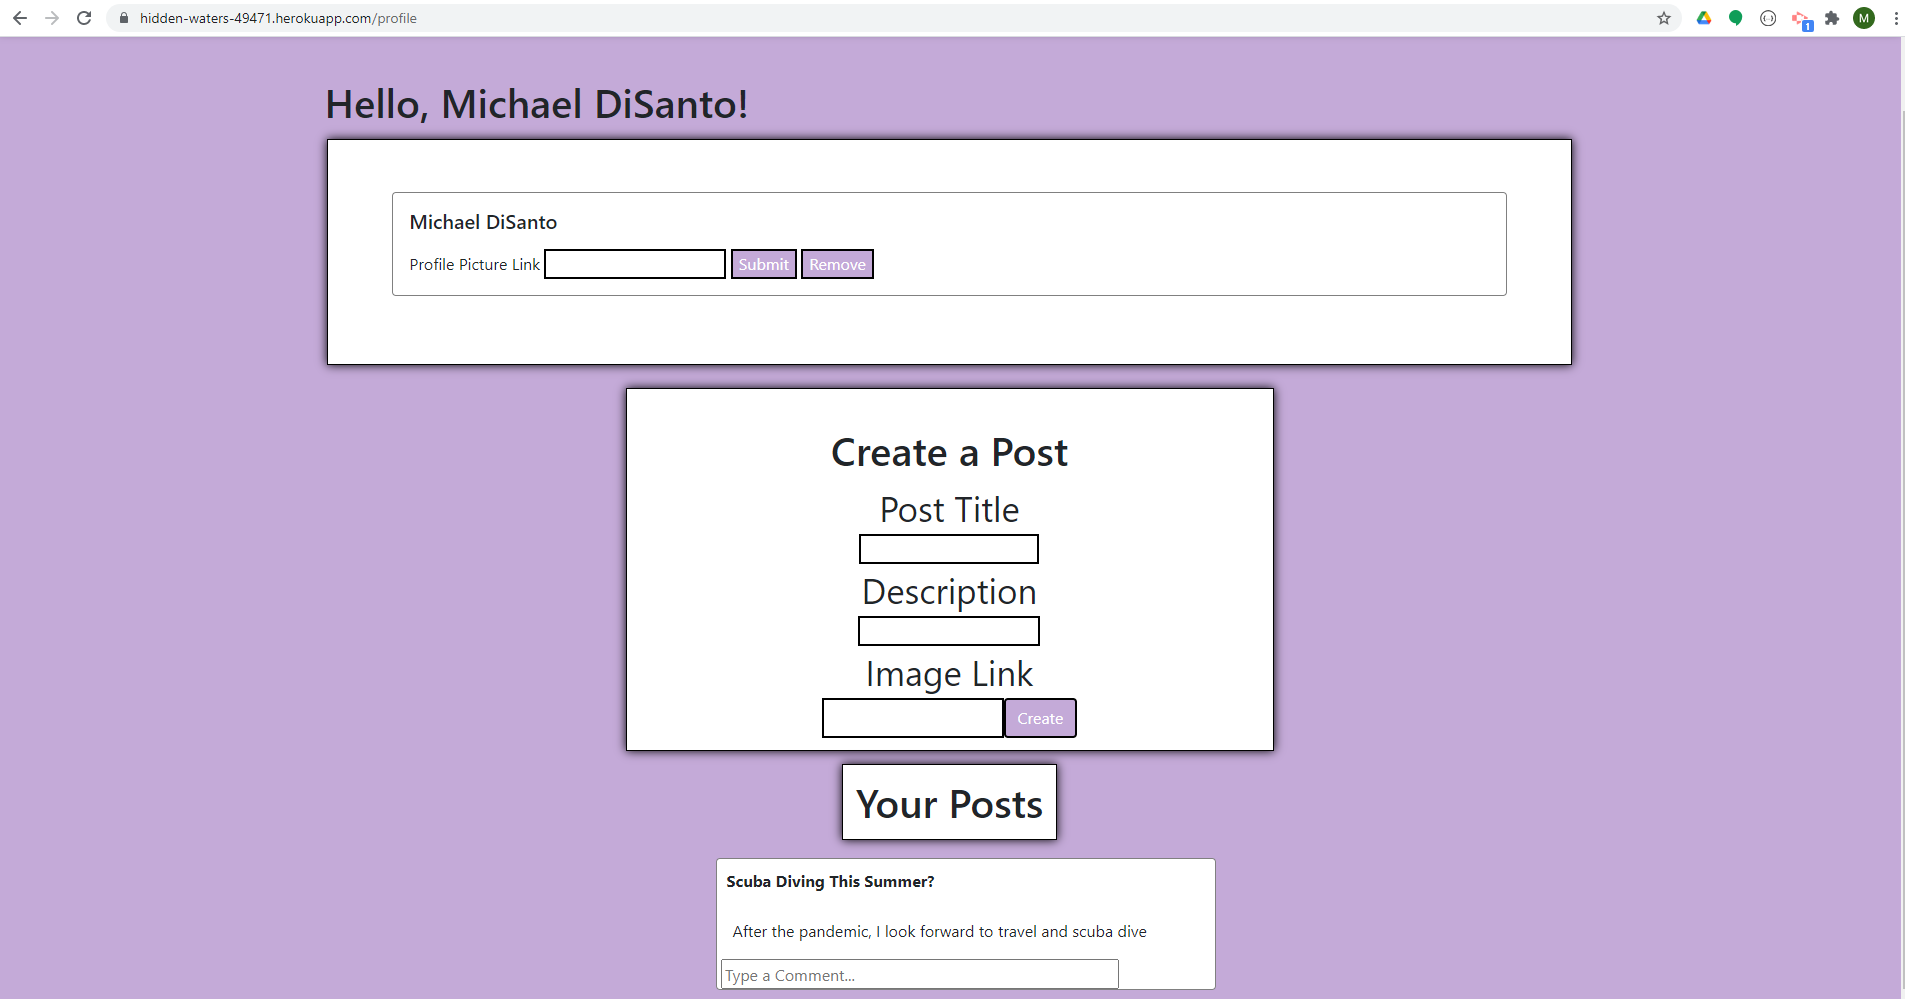 hidden-waters-49471.herokuapp.com/profile
1
M
Hello, Michael DiSanto!
Michael DiSanto
Profile Picture Link Submit Remove
Create a Post
Post Title
Description
Image Link
Create
Your Posts
Scuba Diving This Summer?
After the pandemic, I look forward to travel and scuba dive
Type a Comment...